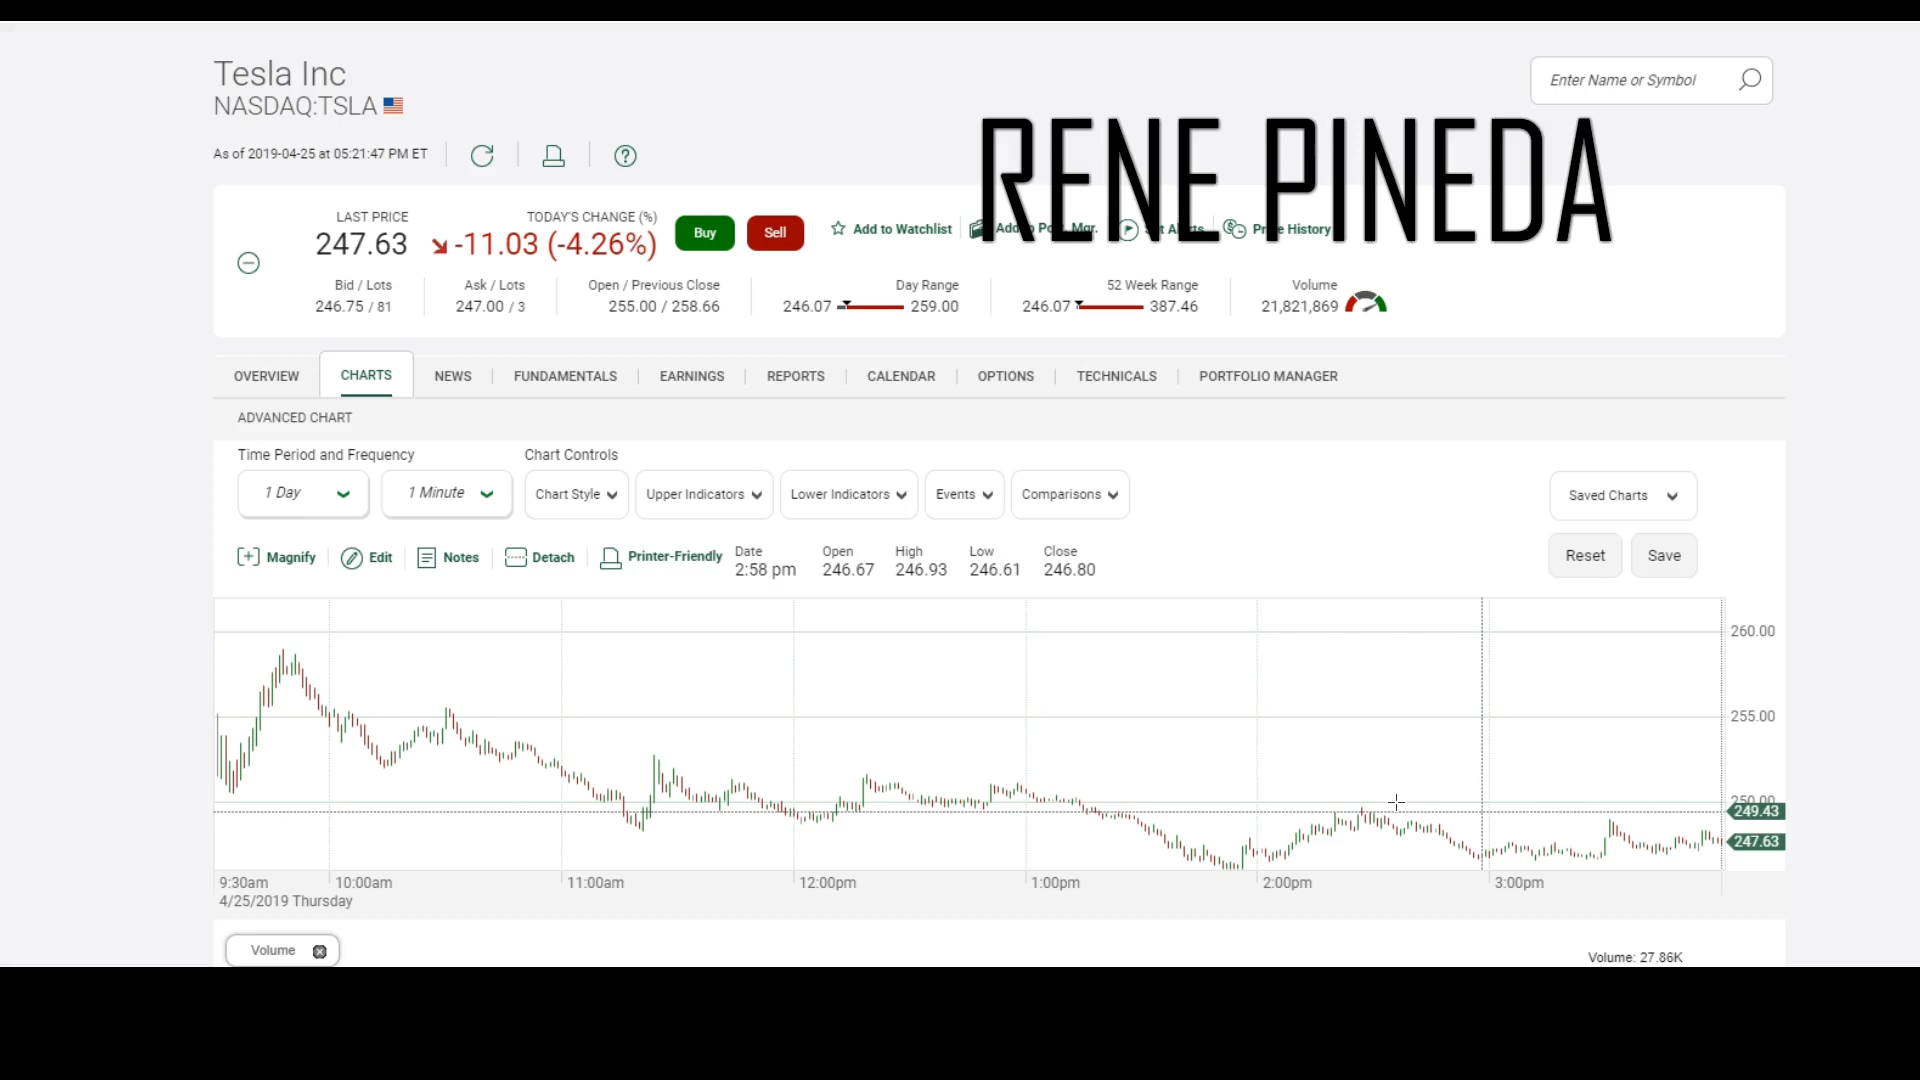 Tesla Inc
NASDAQ:TSLA
Enter Name or Symbol
RENE PINEDA
As of 2019-04-25 at 05:21:47 PM ET
LAST PRICE
247.63
TODAY'S CHANGE (%)
-11.03 (-4.26%)
Buy
Sell
Add to Watchlist
Price History
Bid / Lots
246.75 / 81
Ask / Lots
247.00 / 3
Open / Previous Close
255.00 / 258.66
Day Range
246.07 259.00
52 Week Range
246.07 387.46
Volume
21,821,869
OVERVIEW CHARTS NEWS FUNDAMENTALS EARNINGS REPORTS CALENDAR OPTIONS TECHNICALS PORTFOLIO MANAGER
ADVANCED CHART
Time Period and Frequency
Chart Controls
1 Day 1 Minute Chart Style Upper Indicators Lower Indicators Events Comparisons Saved Charts
Magnify Edit Notes Detach Printer-Friendly
Date
2:58 pm
Open
246.67
High
246.93
Low
246.61
Close
246.80
Reset Save
260.00
255.00
250.00
249.43
247.63
9:30am 10:00am 11:00am 12:00pm 1:00pm 2:00pm 3:00pm
4/25/2019 Thursday
Volume
Volume: 27.86K